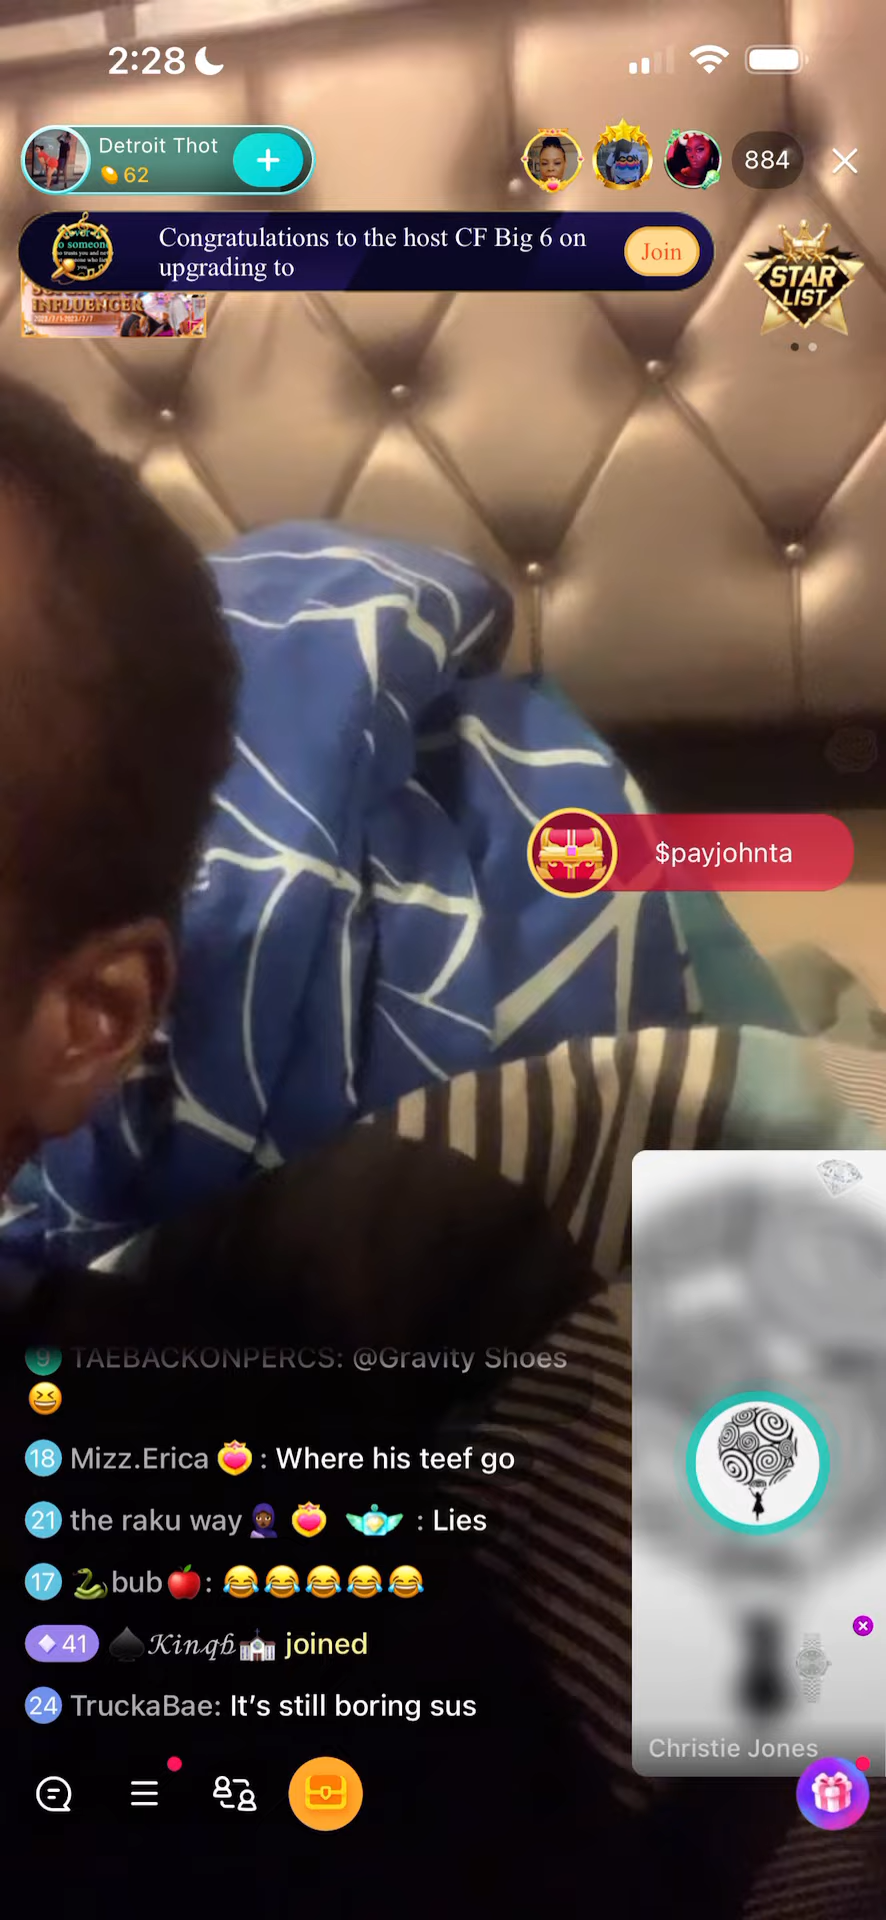 2:28
Detroit Thot
62
884
Congratulations to the host CF Big 6 on
upgrading to
Join
INFLUENCER
STAR
LIST
$payjohnta
9 TAEBACKONPERCS: @Gravity Shoes
😆
18 Mizz.Erica : Where his teef go
21 the raku way🧕🏾 : Lies
17 🐍bub🍎: 😂😂😂😂😂
41 ♠️𝒦𝒾𝓃𝓆𝒽💒 joined
24 TruckaBae: It's still boring sus
Christie Jones